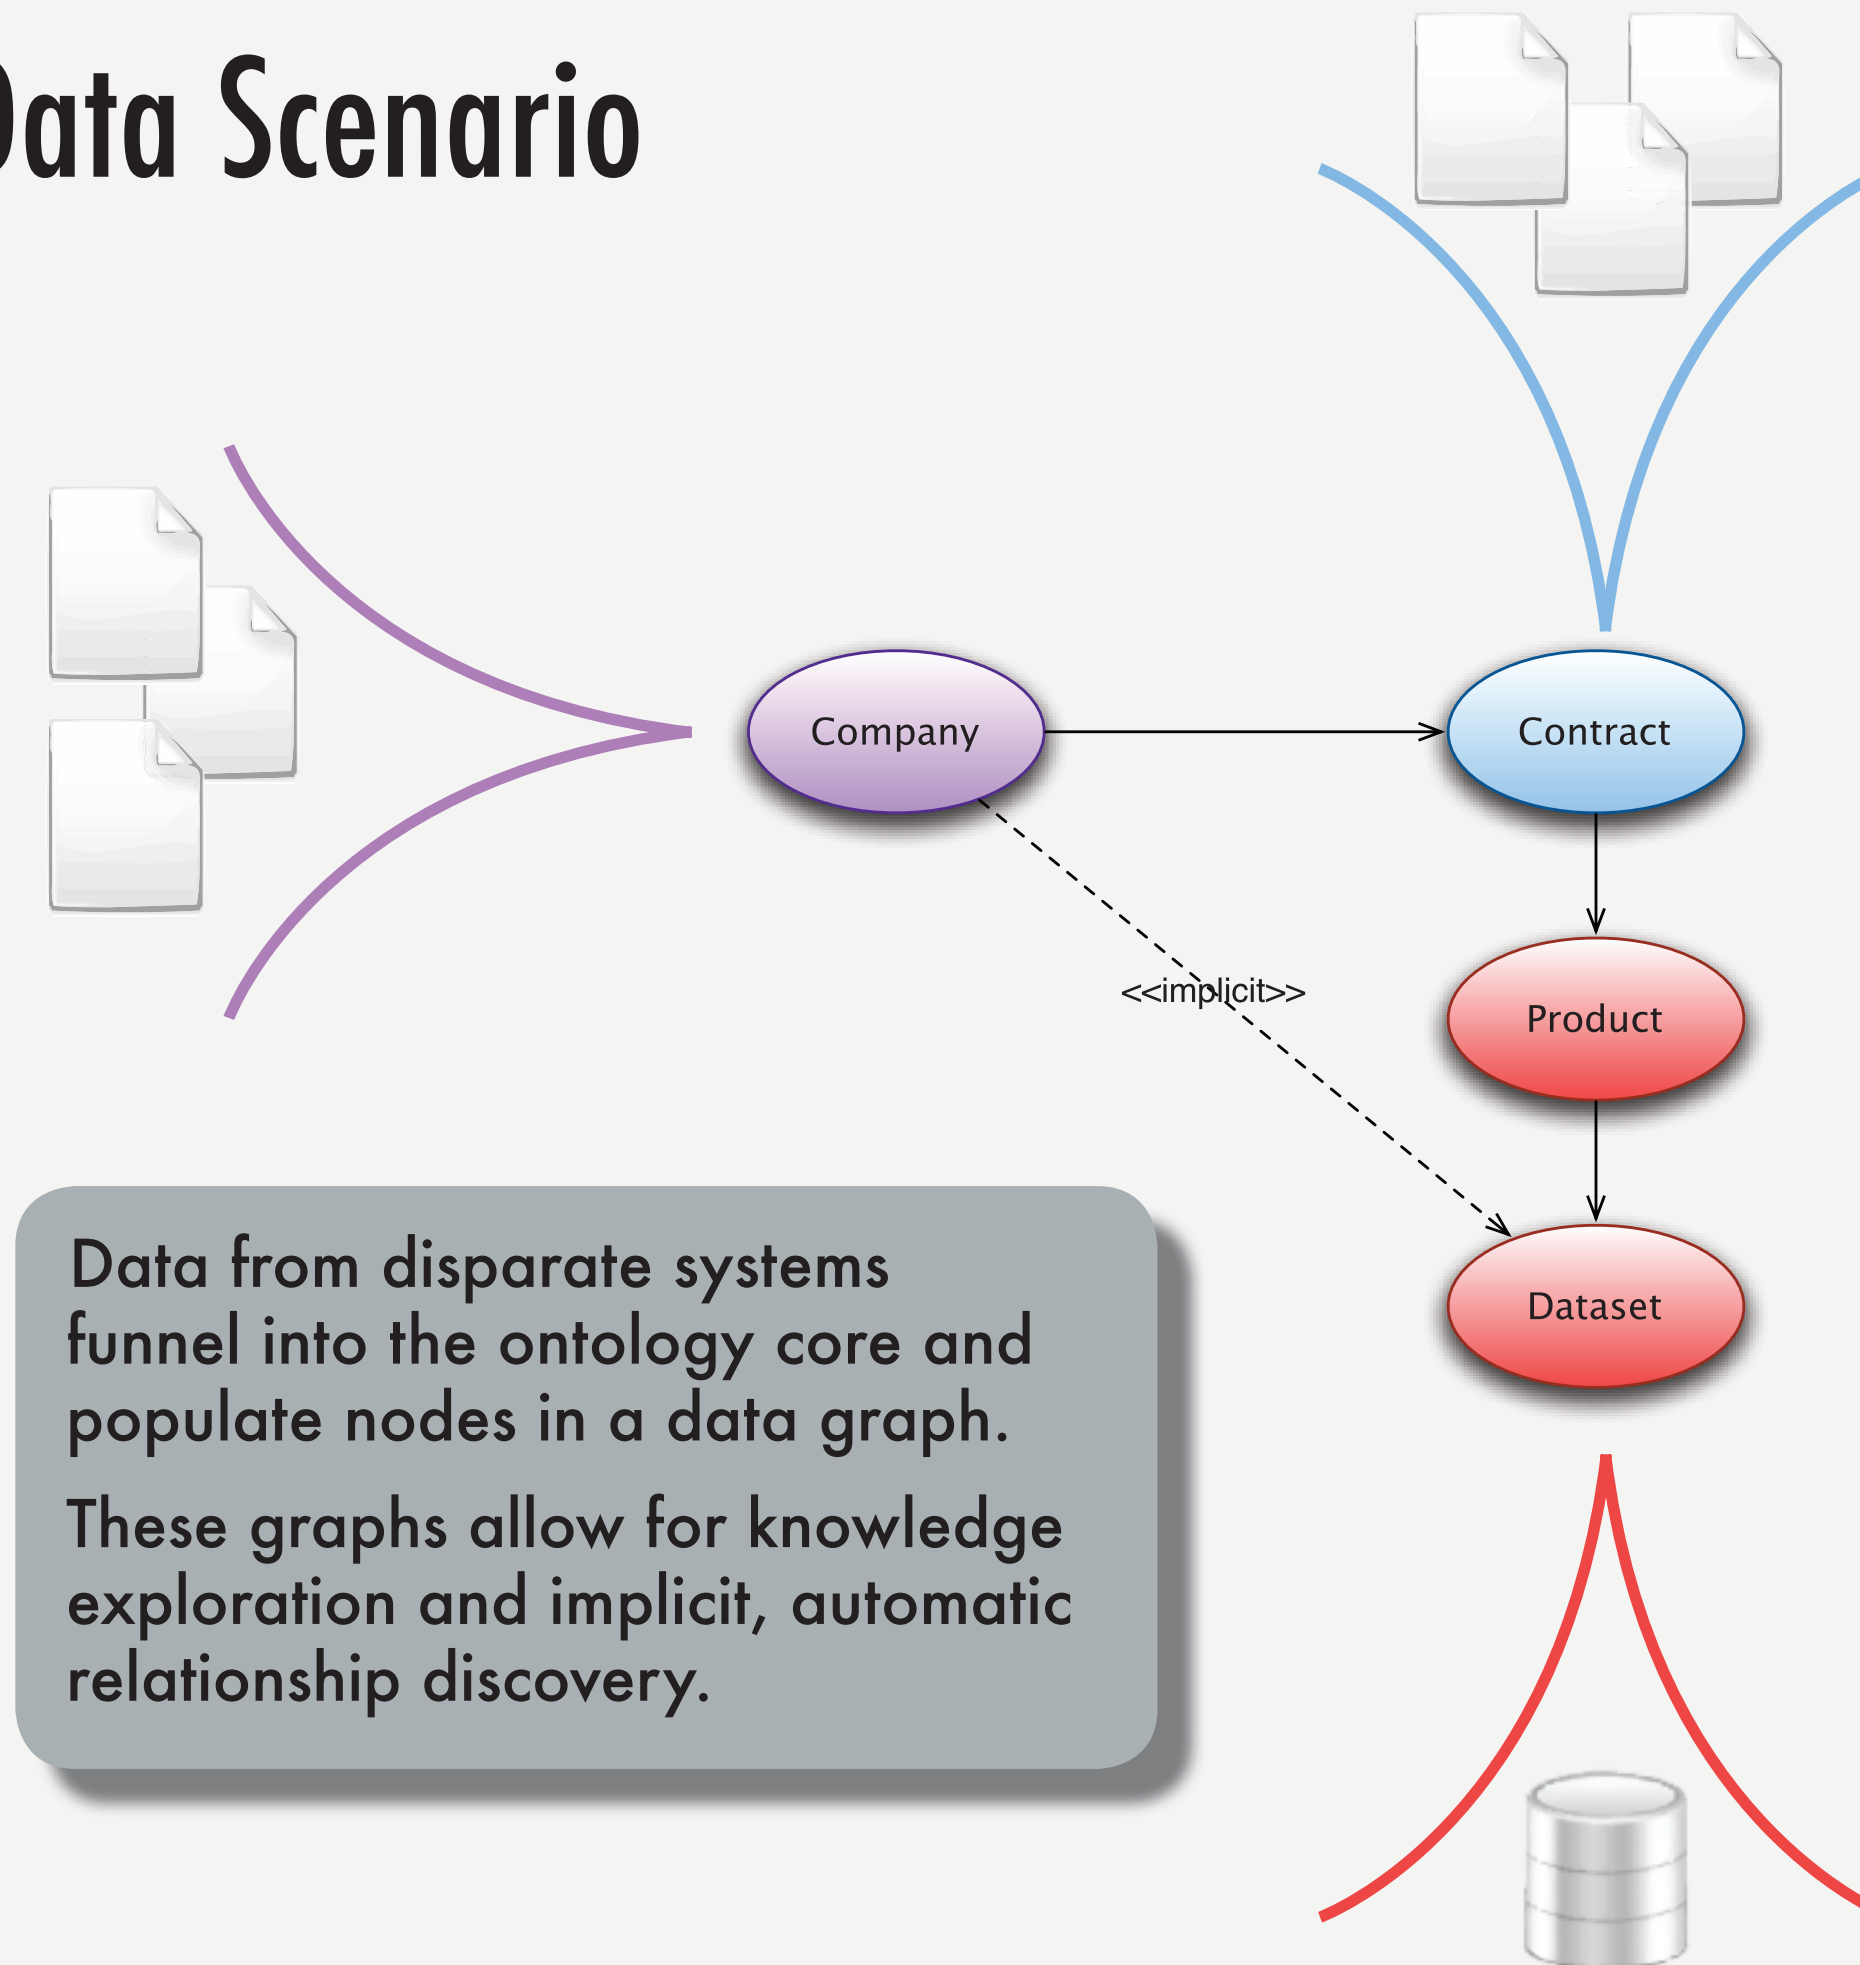 Data Scenario
Company
Contract
<<implicit>>
Product
Dataset
Data from disparate systems
funnel into the ontology core and
populate nodes in a data graph.
These graphs allow for knowledge
exploration and implicit, automatic
relationship discovery.